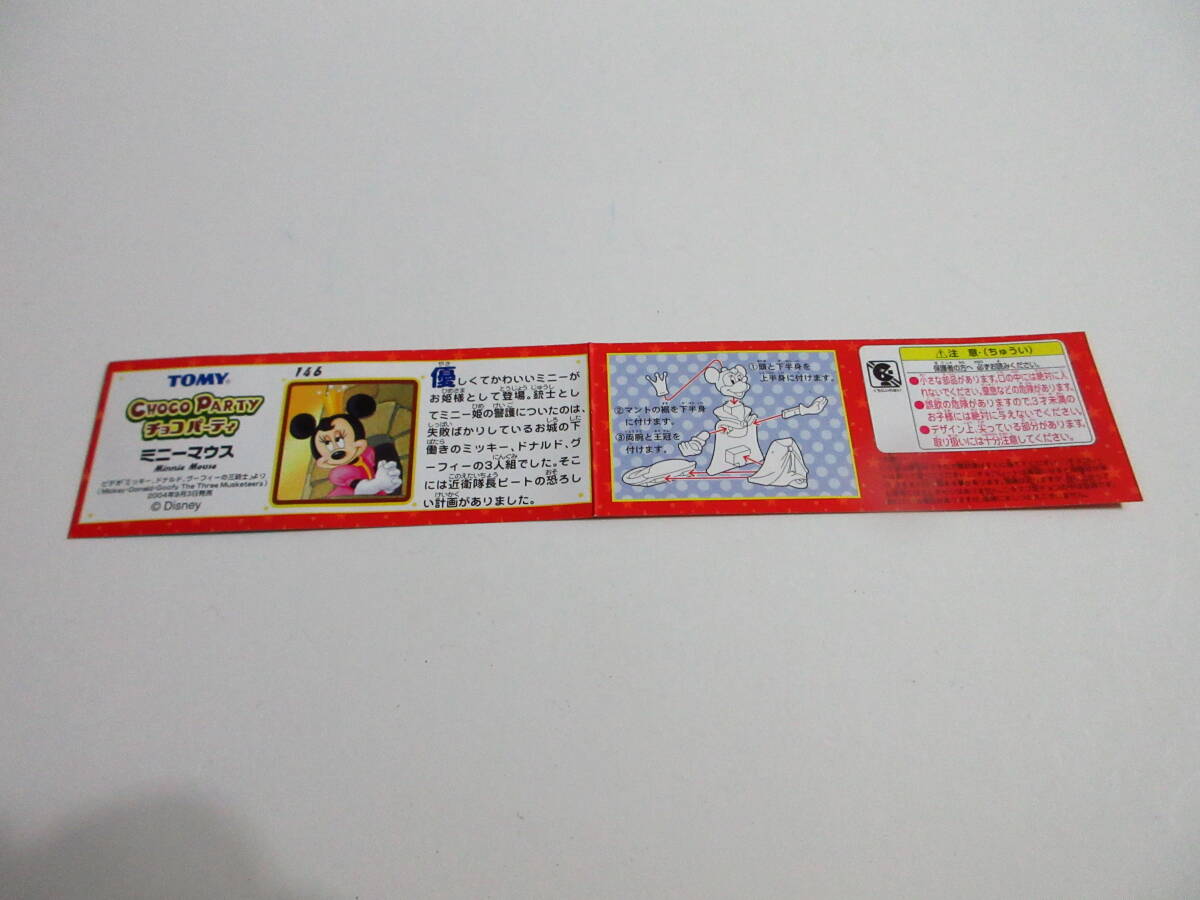 TOMY
CHOCO PARTY
チョコパーティ
ミニーマウス
Minnie Mouse
ビデオ「ミッキー、ドナルド、グーフィーの三銃士」より
(Mickey・Donald・Goofy The Three Musketeers)
2004年9月3日発売
© Disney
146
優しくてかわいいミニーが
お姫様として登場。銃士とし
てミニー姫の警護についたのは、
失敗ばかりしているお城の下
働きのミッキー、ドナルド、グ
ーフィーの3人組でした。そこ
には近衛隊長ピートの恐ろし
い計画がありました。
①頭と下半身を
上半身に付けます。
②マントの裾を下半身
に付けます。
③両腕と王冠を
付けます。
⚠注 意・(ちゅうい)
保護者の方へ 必ずお読みください。
●小さな部品があります。口の中には絶対に入
れないでください。窒息などの危険があります。
●誤飲の危険がありますので3才未満の
お子様には絶対に与えないでください。
●デザイン上、尖っている部分があります。
取り扱いには十分注意してください。